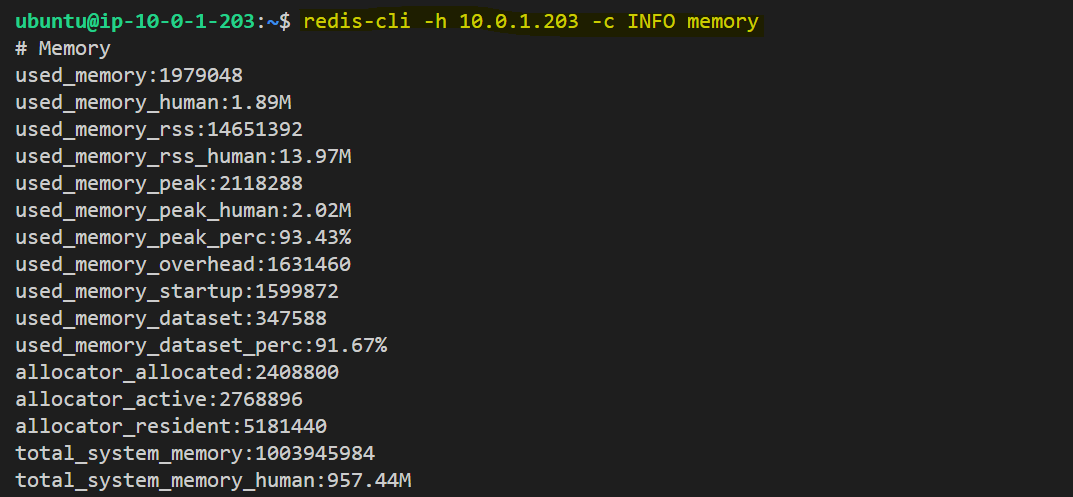 ubuntu@ip-10-0-1-203:~$ redis-cli -h 10.0.1.203 -c INFO memory
# Memory
used_memory:1979048
used_memory_human:1.89M
used_memory_rss:14651392
used_memory_rss_human:13.97M
used_memory_peak:2118288
used_memory_peak_human:2.02M
used_memory_peak_perc:93.43%
used_memory_overhead:1631460
used_memory_startup:1599872
used_memory_dataset:347588
used_memory_dataset_perc:91.67%
allocator_allocated:2408800
allocator_active:2768896
allocator_resident:5181440
total_system_memory:1003945984
total_system_memory_human:957.44M